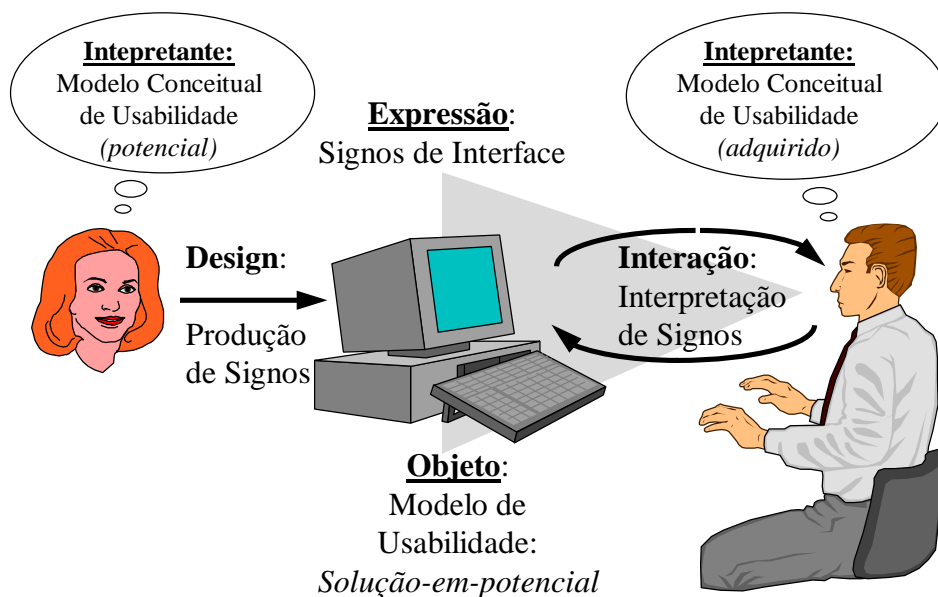 Intepretante:
Modelo Conceitual
de Usabilidade
(potencial)
Intepretante:
Modelo Conceitual
de Usabilidade
(adquirido)
Expressão:
Signos de Interface
Design:
Produção
de Signos
Interação:
Interpretação
de Signos
Objeto:
Modelo de
Usabilidade:
Solução-em-potencial